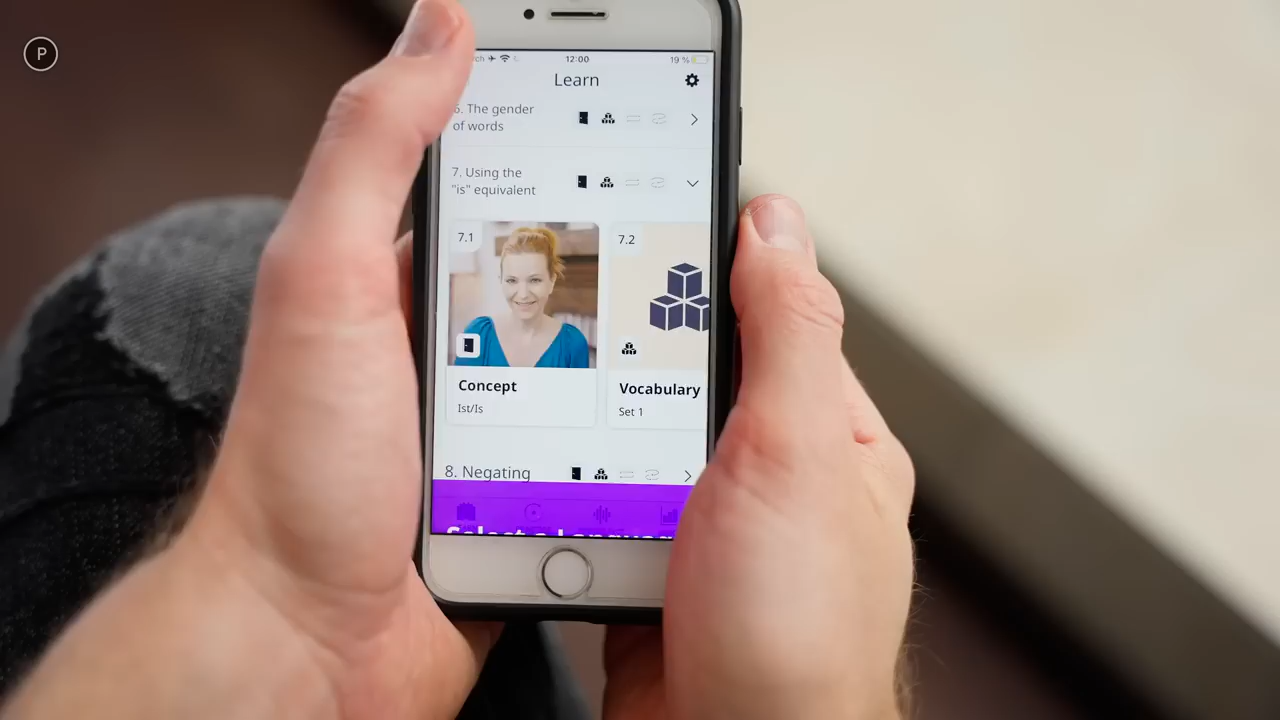 P
12:00
19 %
Learn
6. The gender
of words
7. Using the
"is" equivalent
7.1
7.2
Concept
Ist/Is
Vocabulary
Set 1
8. Negating